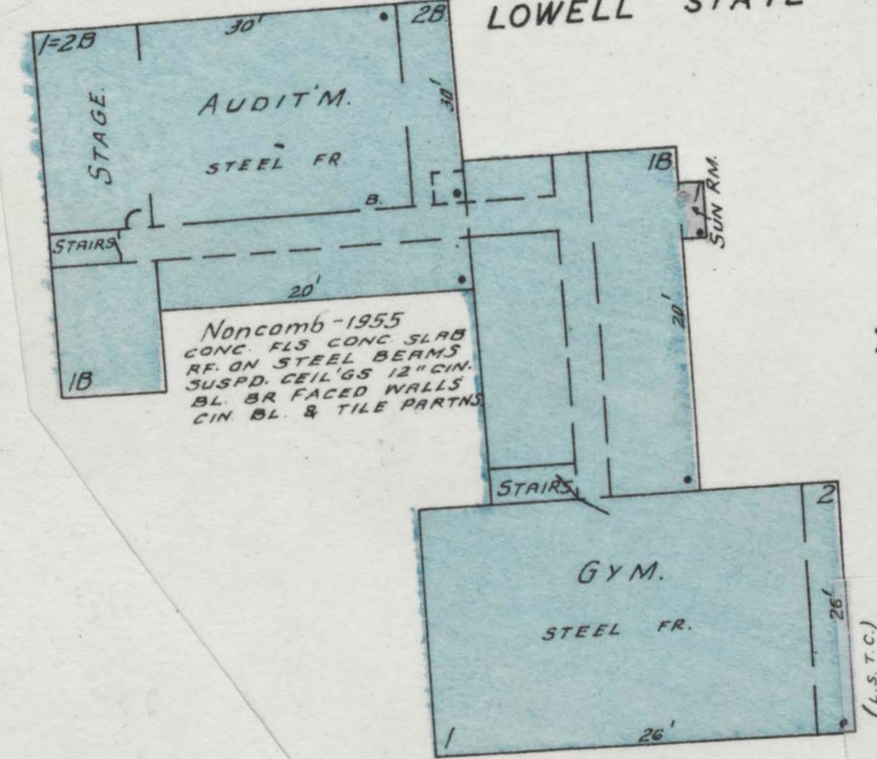 LOWELL STATE
1=2B
30'
2B
STAGE.
AUDIT'M.
STEEL FR
30'
B.
STAIRS
20'
1B
1B
SUN RM.
20'
Noncomb-1955
CONC. FLS CONC. SLAB
RF. ON STEEL BEAMS
SUSPD. CEIL'GS 12" CIN.
BL. BR FACED WALLS
CIN. BL. & TILE PARTNS
STAIRS
2
GYM.
STEEL FR.
26'
1
26'
(L.S.T.C.)